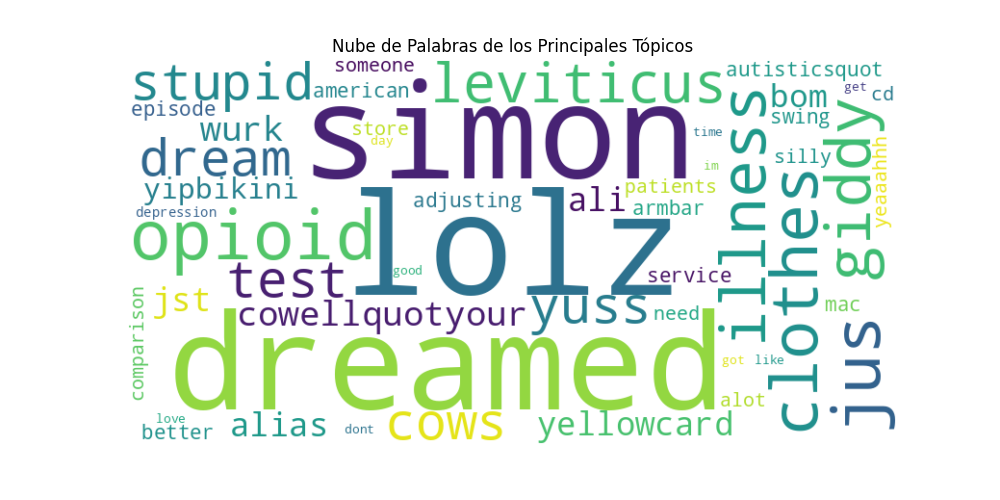 Nube de Palabras de los Principales Tópicos
someone
stupid
american
leviticus
autisticsquot
episode
simon
bom
get
cd
wurk
store
day
time
swing
dream
silly
im
yipbikini
adjusting
ali
patients
armbar
illness
clothes
giddy
yeaaahhh
depression
opioid
lolz
good
test
service
jst
cowellquotyour
yuss
need
mac
comparison
dreamed
got
like
jus
love
better
alias
dont
cows
yellowcard
alot